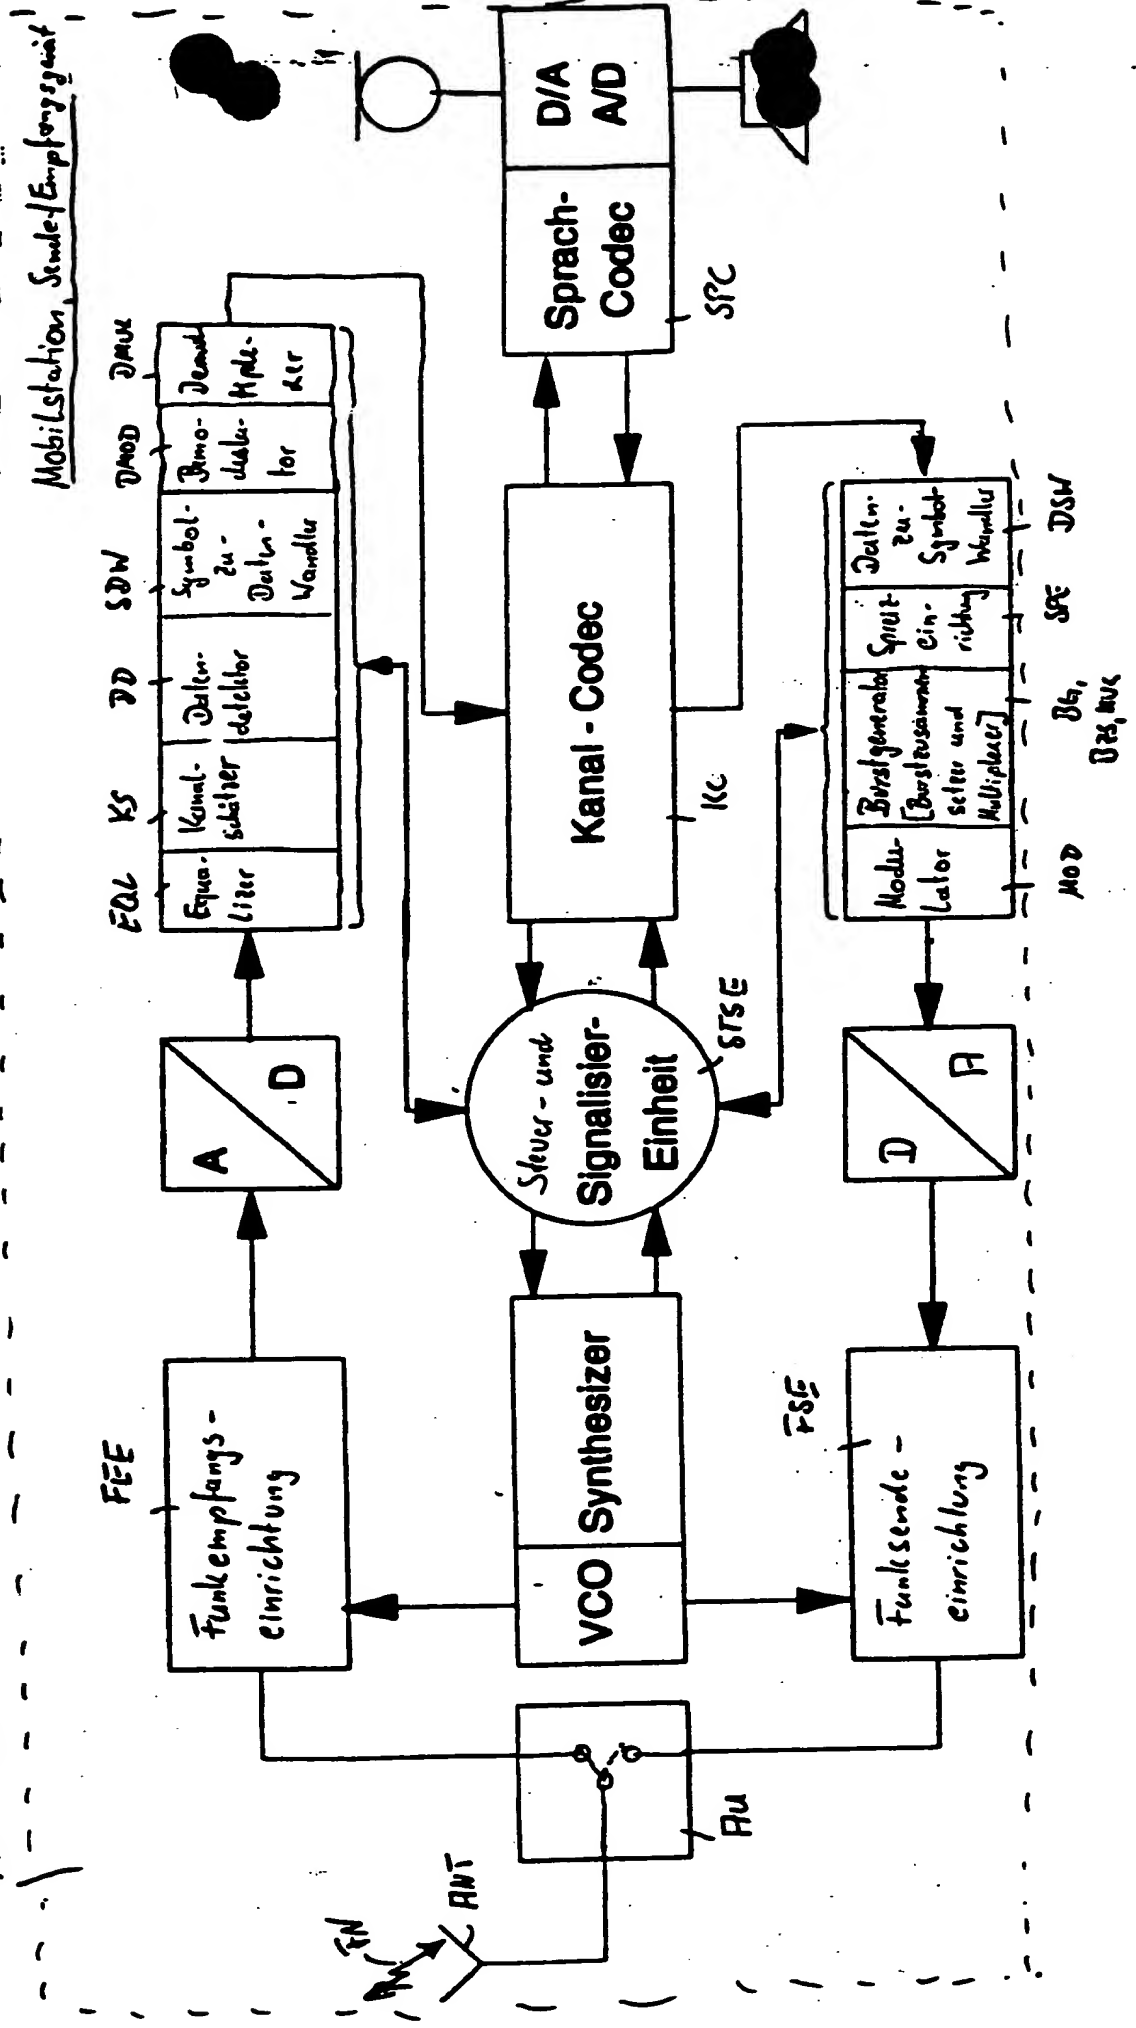 Mobilstation, Sende-/Empfangsgerät
FEE
Funkempfangs-
einrichtung
A
D
EQL
Equa-
lizer
KS
Kanal-
schätzer
DD
Daten-
detektor
SDW
Symbol-
zu-
Daten-
Wandler
DMOD
Demo-
dula-
tor
DMUX
Demul
tiple-
xer
FN
ANT
AU
VCO
Synthesizer
Steuer- und
Signalisier-
Einheit
STSE
Kanal - Codec
KC
Sprach-
Codec
SPC
D/A
A/D
FSE
Funksende-
einrichtung
D
A
Modu-
lator
MOD
Burstgenerator
[Burstzusammen
setzer und
Multiplexer]
BG,
BZS, MUX
Spreiz
ein-
richtung
SPE
Daten-
zu-
Symbol-
Wandler
DSW